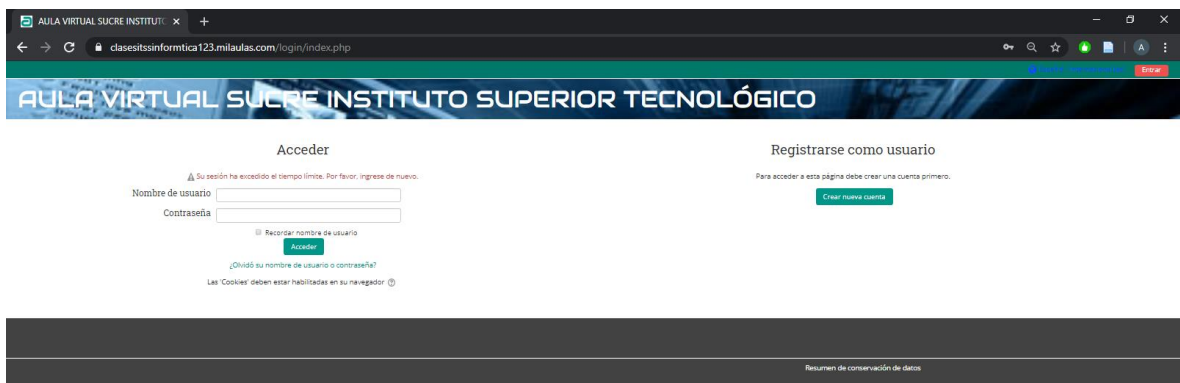 AULA VIRTUAL SUCRE INSTITUTO
clasesitssinformtica123.milaulas.com/login/index.php
A
Entrar
AULA VIRTUAL SUCRE INSTITUTO SUPERIOR TECNOLÓGICO
Acceder
Su sesión ha excedido el tiempo límite. Por favor, ingrese de nuevo.
Nombre de usuario
Contraseña
Recordar nombre de usuario
Acceder
¿Olvidó su nombre de usuario o contraseña?
Las 'Cookies' deben estar habilitadas en su navegador
Registrarse como usuario
Para acceder a esta página debe crear una cuenta primero.
Crear nueva cuenta
Resumen de conservación de datos